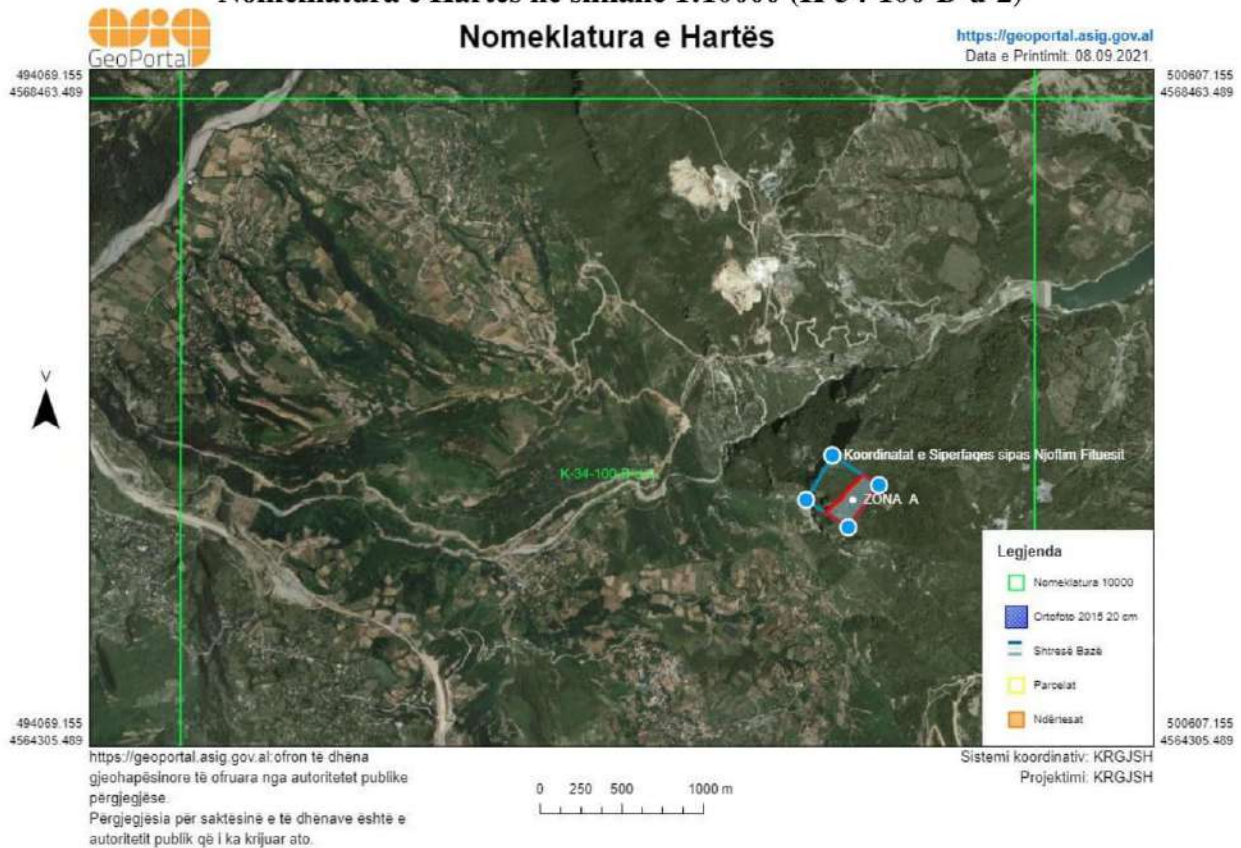 asig
GeoPortal
Nomeklatura e Hartës
https://geoportal.asig.gov.al
Data e Printimit: 08.09.2021.
494069.155
4568463.489
500607.155
4568463.489
V
Koordinatat e Siperfaqes sipas Njoftim Fituesit
K-34-100
ZONA A
Legjenda
Nomeklatura 10000
Ortofoto 2015 20 cm
Shtresë Bazë
Parcelat
Ndërtesat
494069.155
4564305.489
500607.155
4564305.489
https://geoportal.asig.gov.al:ofron të dhëna
gjeohapësinore të ofruara nga autoritetet publike
përgjegjëse.
Përgjegjësia për saktësinë e të dhënave është e
autoritetit publik që i ka krijuar ato.
0 250 500 1000 m
Sistemi koordinativ: KRGJSH
Projektimi: KRGJSH